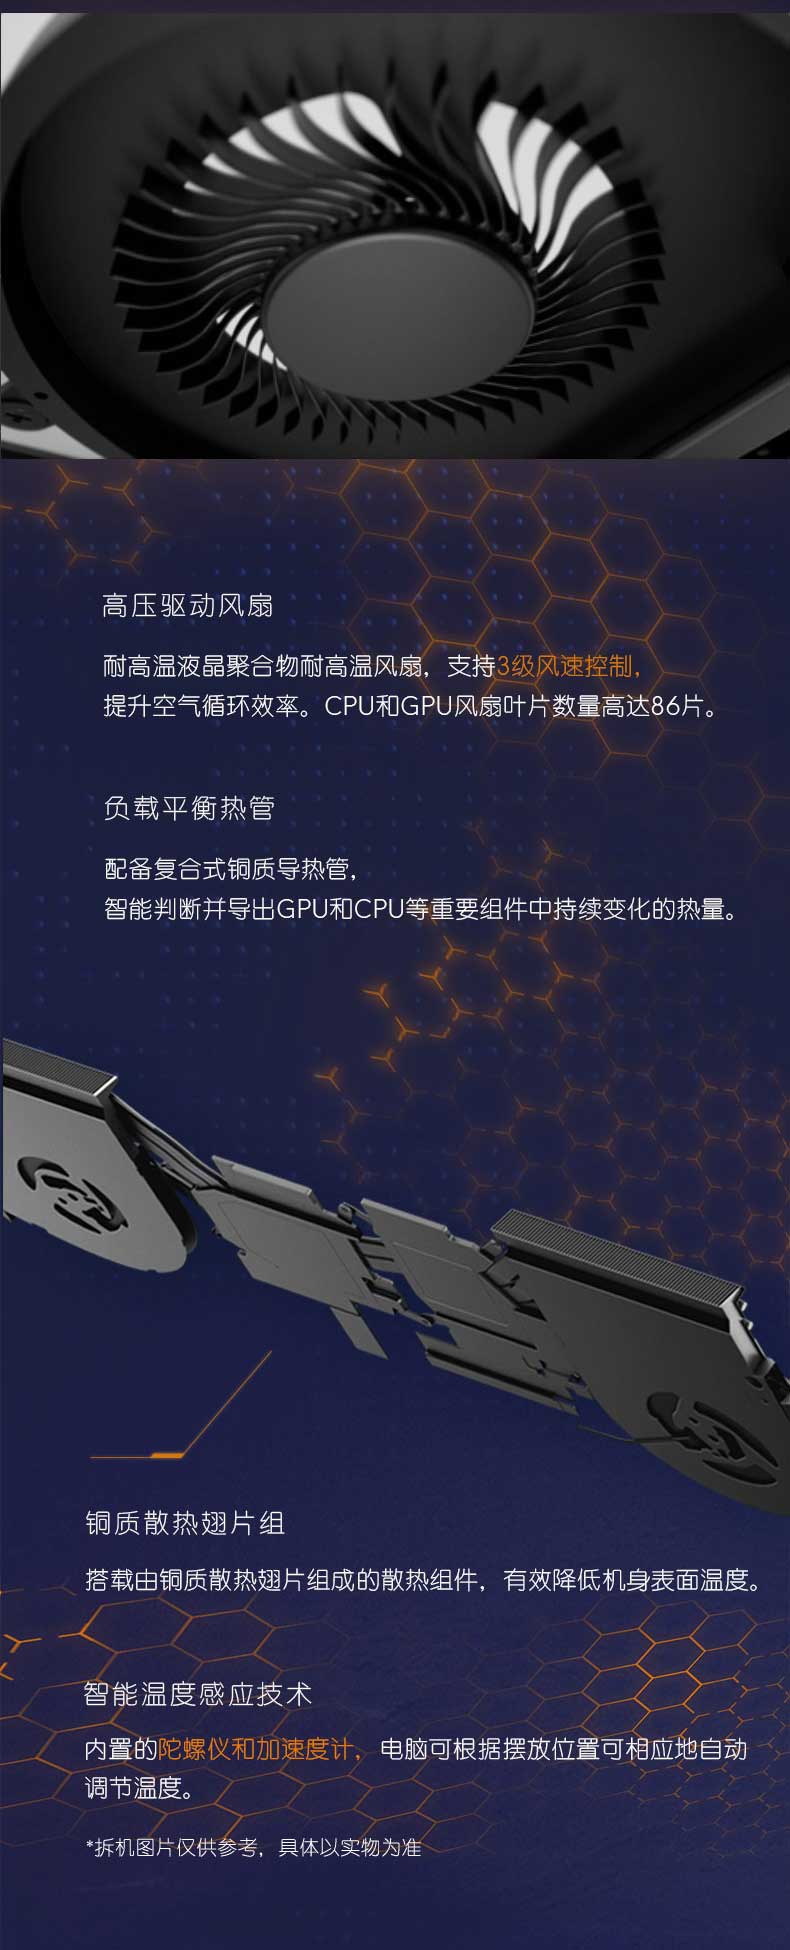 高压驱动风扇
耐高温液晶聚合物耐高温风扇，支持3级风速控制，
提升空气循环效率。CPU和GPU风扇叶片数量高达86片。
负载平衡热管
配备复合式铜质导热管，
智能判断并导出GPU和CPU等重要组件中持续变化的热量。
铜质散热翅片组
搭载由铜质散热翅片组成的散热组件，有效降低机身表面温度。
智能温度感应技术
内置的陀螺仪和加速度计，电脑可根据摆放位置可相应地自动
调节温度。
*拆机图片仅供参考，具体以实物为准